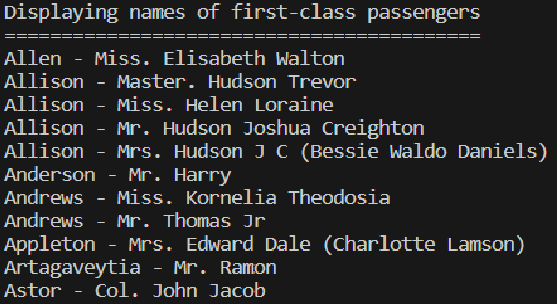 Displaying names of first-class passengers
==========================================
Allen - Miss. Elisabeth Walton
Allison - Master. Hudson Trevor
Allison - Miss. Helen Loraine
Allison - Mr. Hudson Joshua Creighton
Allison - Mrs. Hudson J C (Bessie Waldo Daniels)
Anderson - Mr. Harry
Andrews - Miss. Kornelia Theodosia
Andrews - Mr. Thomas Jr
Appleton - Mrs. Edward Dale (Charlotte Lamson)
Artagaveytia - Mr. Ramon
Astor - Col. John Jacob